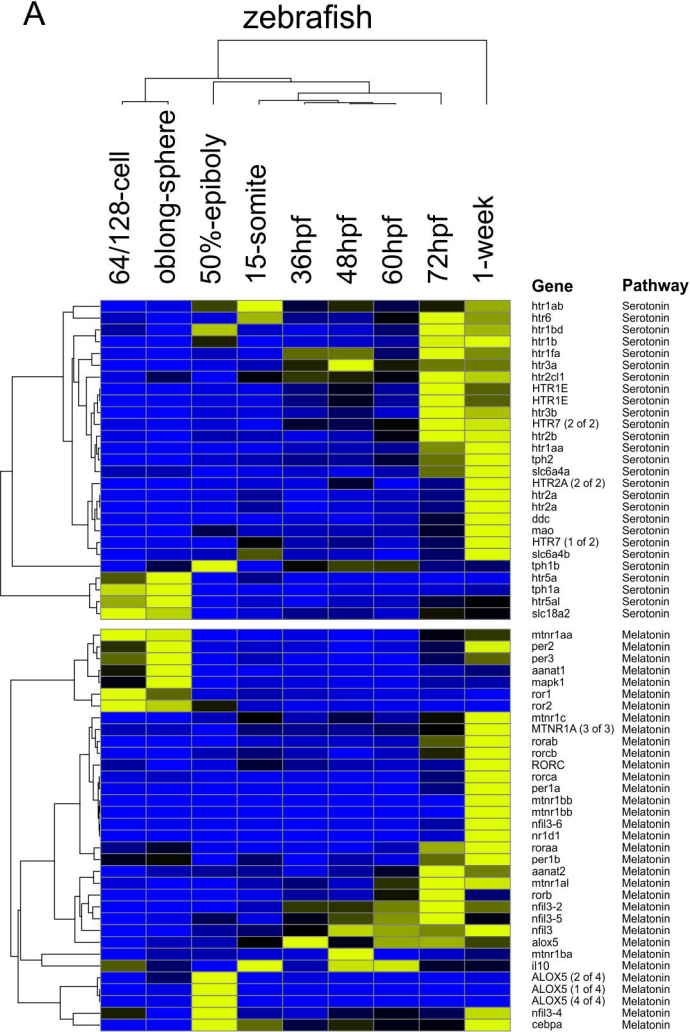 A
zebrafish
64/128-cell
oblong-sphere
50%-epiboly
15-somite
36hpf
48hpf
60hpf
72hpf
1-week
Gene Pathway
htr1ab Serotonin
htr6 Serotonin
htr1bd Serotonin
htr1b Serotonin
htr1fa Serotonin
htr3a Serotonin
htr2cl1 Serotonin
HTR1E Serotonin
HTR1E Serotonin
htr3b Serotonin
HTR7 (2 of 2) Serotonin
htr2b Serotonin
htr1aa Serotonin
tph2 Serotonin
slc6a4a Serotonin
HTR2A (2 of 2) Serotonin
htr2a Serotonin
htr2a Serotonin
ddc Serotonin
mao Serotonin
HTR7 (1 of 2) Serotonin
slc6a4b Serotonin
tph1b Serotonin
htr5a Serotonin
tph1a Serotonin
htr5al Serotonin
slc18a2 Serotonin
mtnr1aa Melatonin
per2 Melatonin
per3 Melatonin
aanat1 Melatonin
mapk1 Melatonin
ror1 Melatonin
ror2 Melatonin
mtnr1c Melatonin
MTNR1A (3 of 3) Melatonin
rorab Melatonin
rorcb Melatonin
RORC Melatonin
rorca Melatonin
per1a Melatonin
mtnr1bb Melatonin
mtnr1bb Melatonin
nfil3-6 Melatonin
nr1d1 Melatonin
roraa Melatonin
per1b Melatonin
aanat2 Melatonin
mtnr1al Melatonin
rorb Melatonin
nfil3-2 Melatonin
nfil3-5 Melatonin
nfil3 Melatonin
alox5 Melatonin
mtnr1ba Melatonin
il10 Melatonin
ALOX5 (2 of 4) Melatonin
ALOX5 (1 of 4) Melatonin
ALOX5 (4 of 4) Melatonin
nfil3-4 Melatonin
cebpa Melatonin